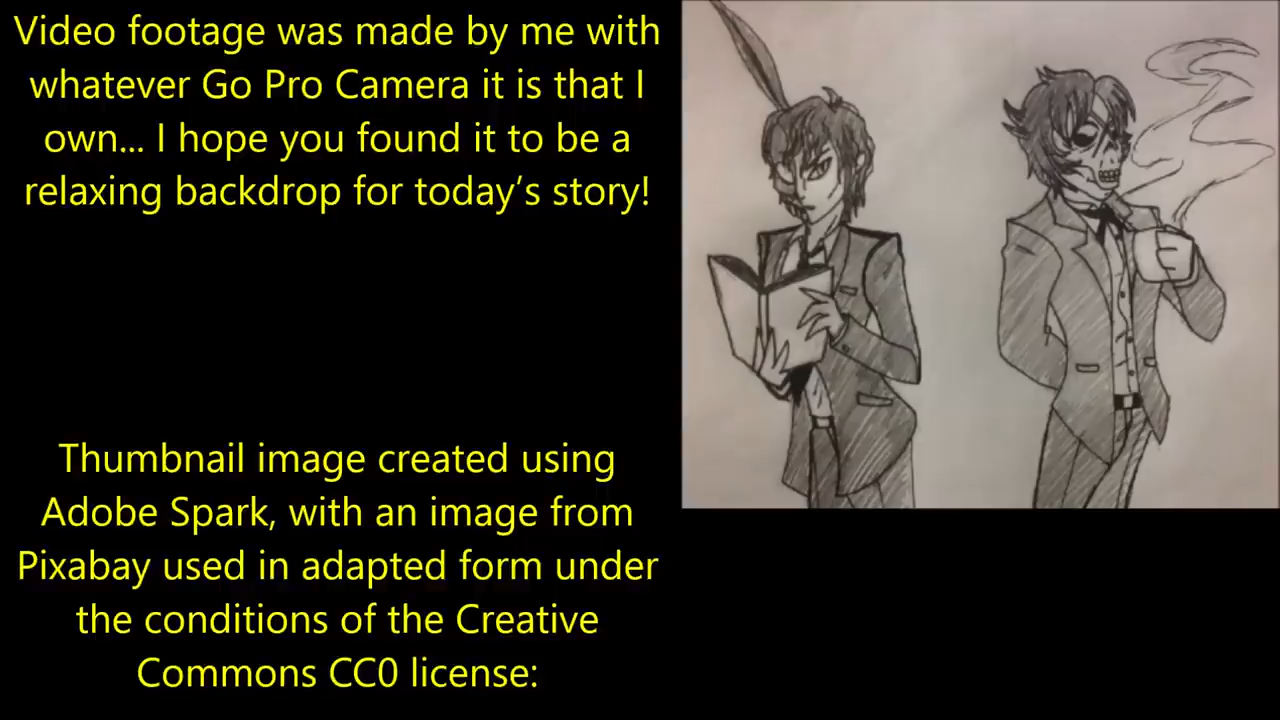 Video footage was made by me with
whatever Go Pro Camera it is that I
own... I hope you found it to be a
relaxing backdrop for today's story!
Thumbnail image created using
Adobe Spark, with an image from
Pixabay used in adapted form under
the conditions of the Creative
Commons CC0 license: